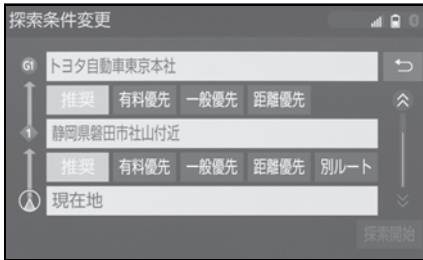 探索条件変更
0
G1 トヨタ自動車東京本社
推奨 有料優先 一般優先 距離優先
1 静岡県磐田市社山付近
推奨 有料優先 一般優先 距離優先 別ルート
現在地
探索開始